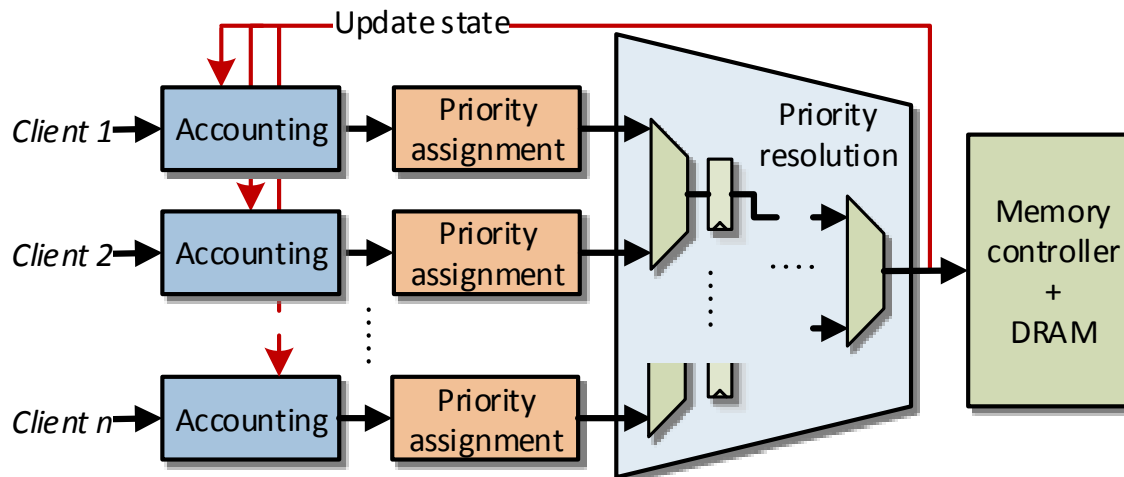 Update state
Client 1
Accounting
Priority
assignment
Priority
resolution
Client 2
Accounting
Priority
assignment
Memory
controller
+
DRAM
Client n
Accounting
Priority
assignment